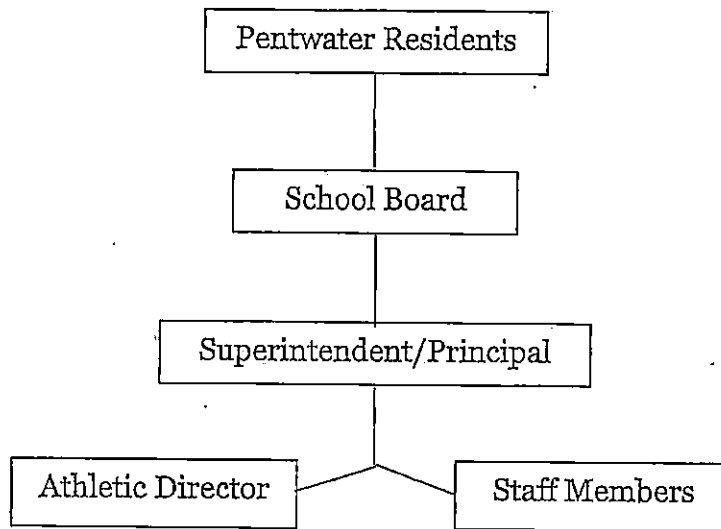 Pentwater Residents
School Board
Superintendent/Principal
Athletic Director
Staff Members